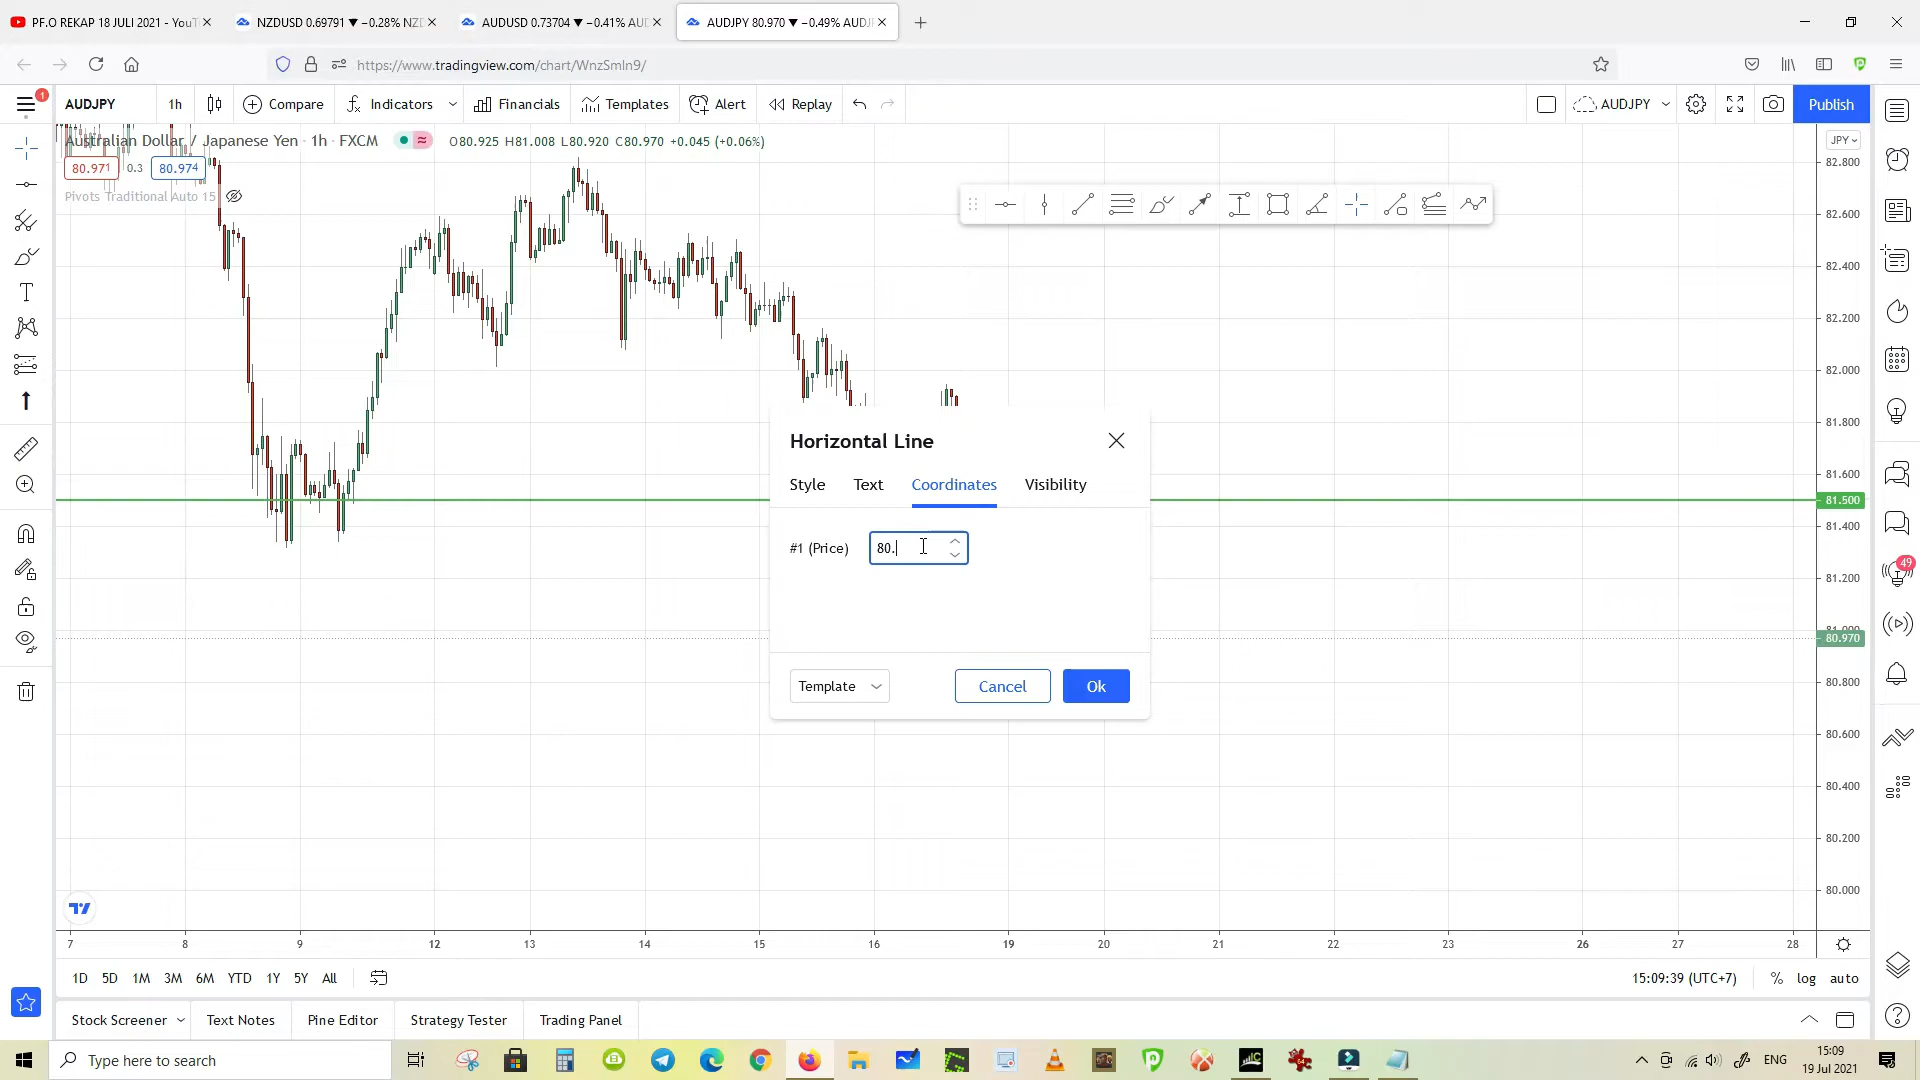 PF.O REKAP 18 JULI 2021 - YouT
NZDUSD 0.69791 ▼ −0.28% NZD
AUDUSD 0.73704 ▼ −0.41% AUD
AUDJPY 80.970 ▼ −0.49% AUDJ
https://www.tradingview.com/chart/WnzSmIn9/
1
AUDJPY
1h
Compare
Indicators
Financials
Templates
Alert
Replay
AUDJPY
Publish
Australian Dollar / Japanese Yen · 1h · FXCM
O80.925 H81.008 L80.920 C80.970 +0.045 (+0.06%)
80.971
0.3
80.974
Pivots Traditional Auto 15
JPY
82.800
82.600
82.400
82.200
82.000
81.800
81.600
81.500
81.400
81.200
81.000
80.970
80.800
80.600
80.400
80.200
80.000
Horizontal Line
Style
Text
Coordinates
Visibility
#1 (Price)
80.
Template
Cancel
Ok
49
7 8 9 12 13 14 15 16 19 20 21 22 23 26 27 28
1D 5D 1M 3M 6M YTD 1Y 5Y All
15:09:39 (UTC+7)
% log auto
Stock Screener
Text Notes
Pine Editor
Strategy Tester
Trading Panel
Type here to search
ENG
15:09
19 Jul 2021